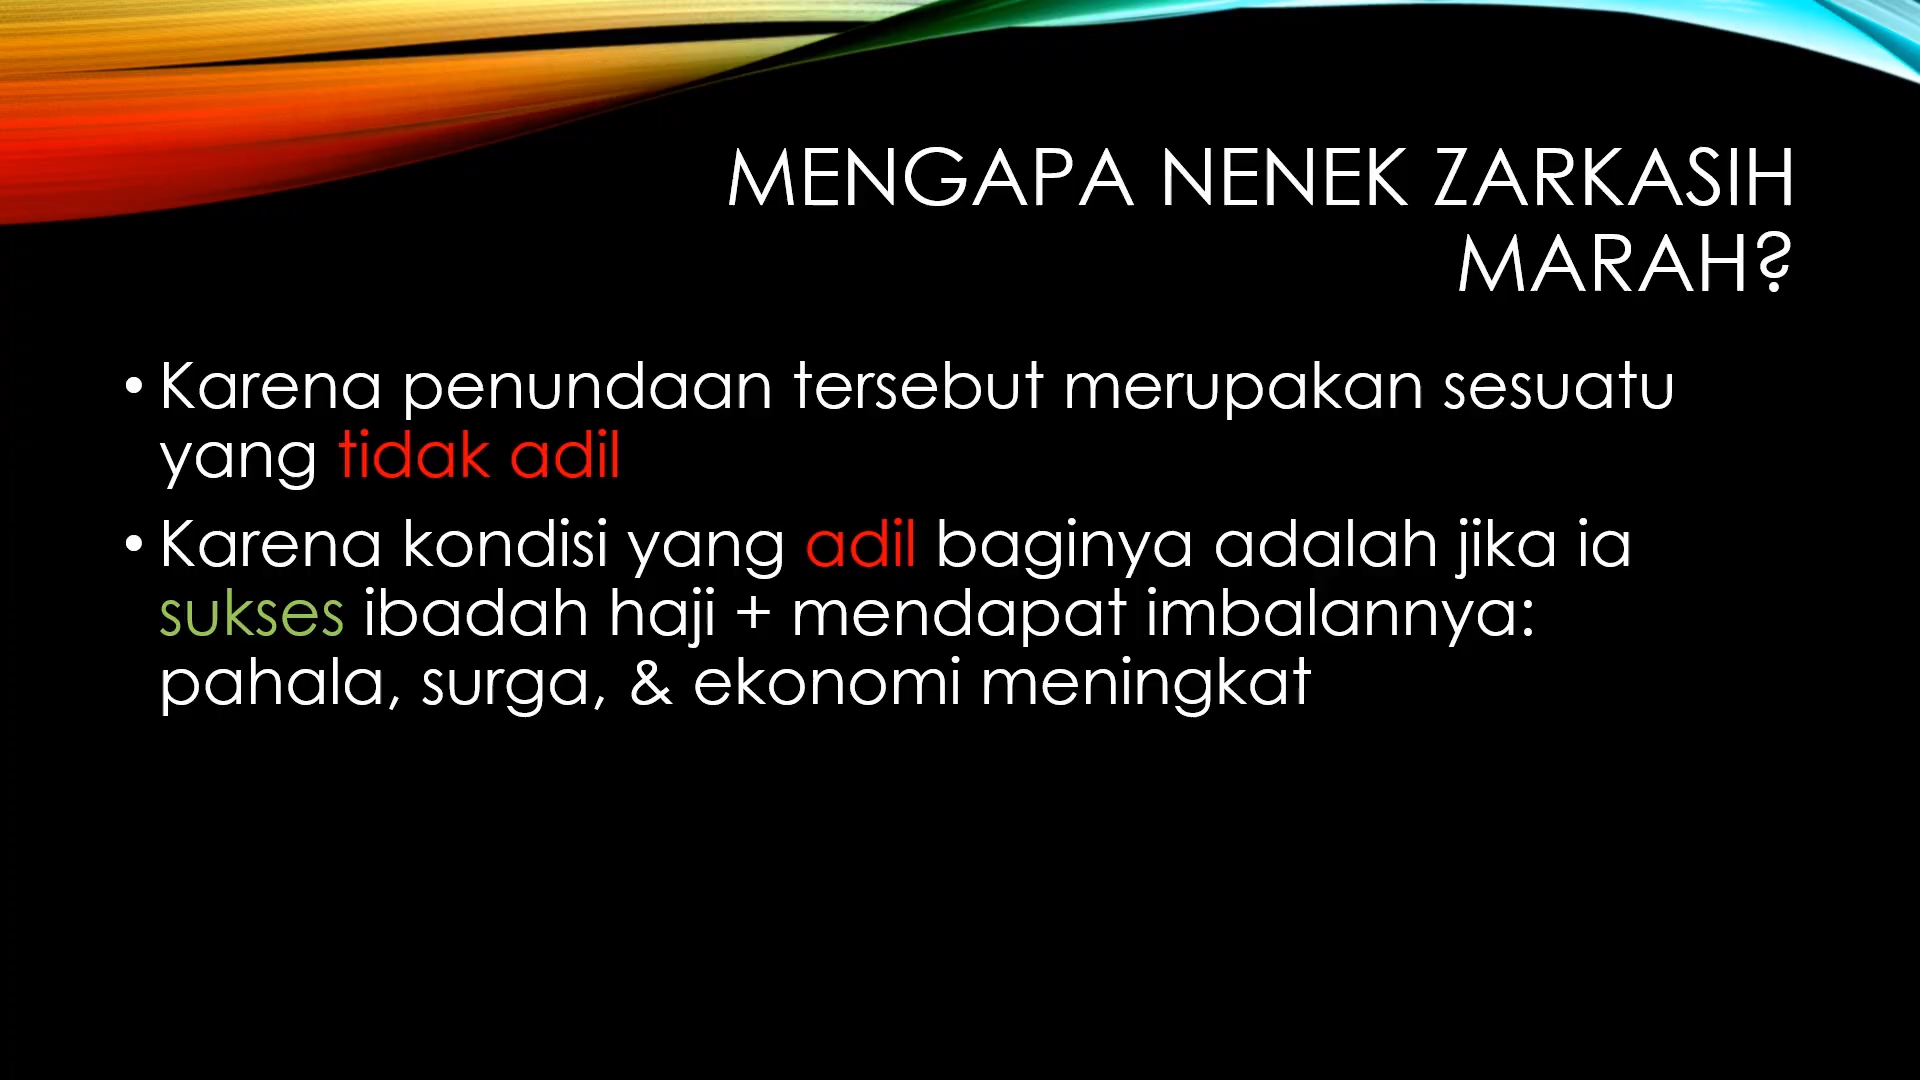 MENGAPA NENEK ZARKASIH
MARAH?
• Karena penundaan tersebut merupakan sesuatu
yang tidak adil
• Karena kondisi yang adil baginya adalah jika ia
sukses ibadah haji + mendapat imbalannya:
pahala, surga, & ekonomi meningkat